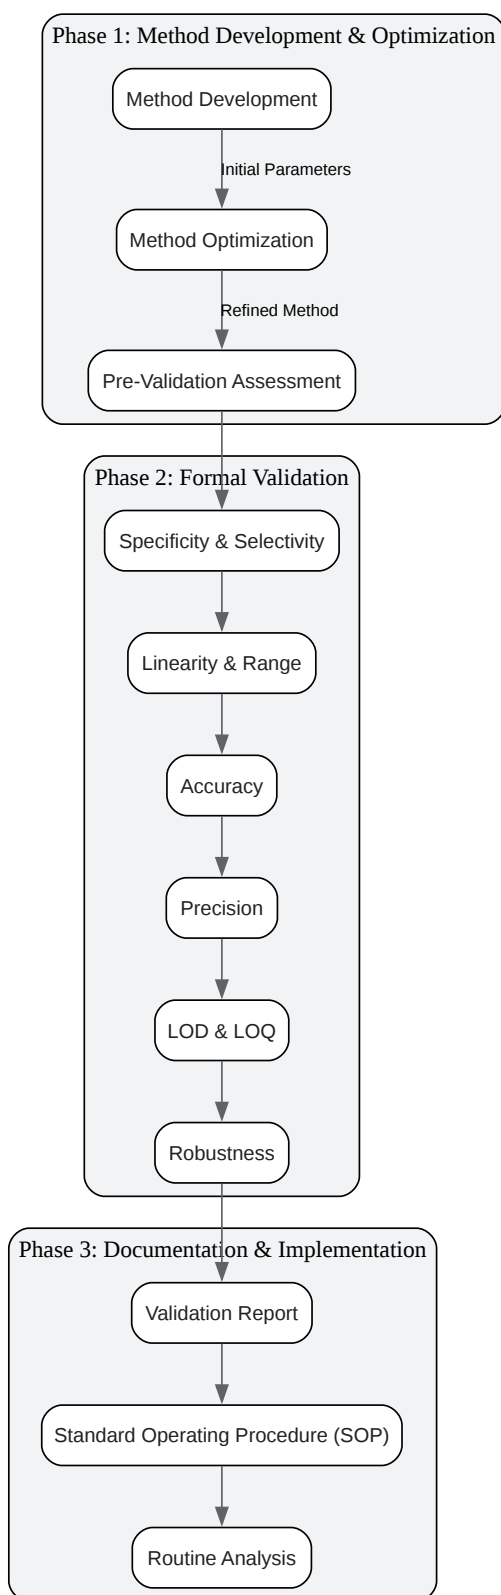 Phase 1: Method Development & Optimization
Method Development
Initial Parameters
Method Optimization
Refined Method
Pre-Validation Assessment
Phase 2: Formal Validation
Specificity & Selectivity
Linearity & Range
Accuracy
Precision
LOD & LOQ
Robustness
Phase 3: Documentation & Implementation
Validation Report
Standard Operating Procedure (SOP)
Routine Analysis